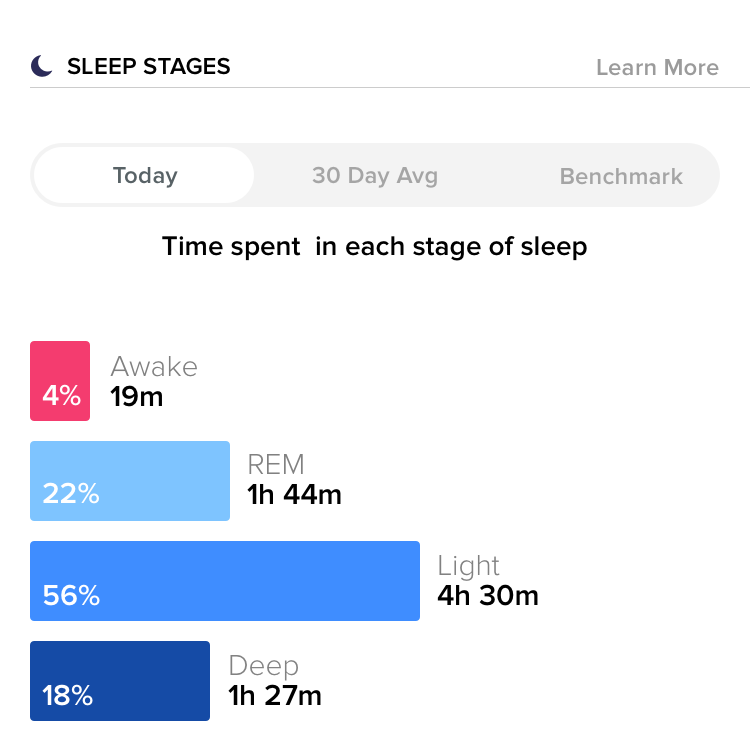 SLEEP STAGES Learn More
Today 30 Day Avg Benchmark
Time spent  in each stage of sleep
Awake
4% 19m
REM
22% 1h 44m
Light
56% 4h 30m
Deep
18% 1h 27m